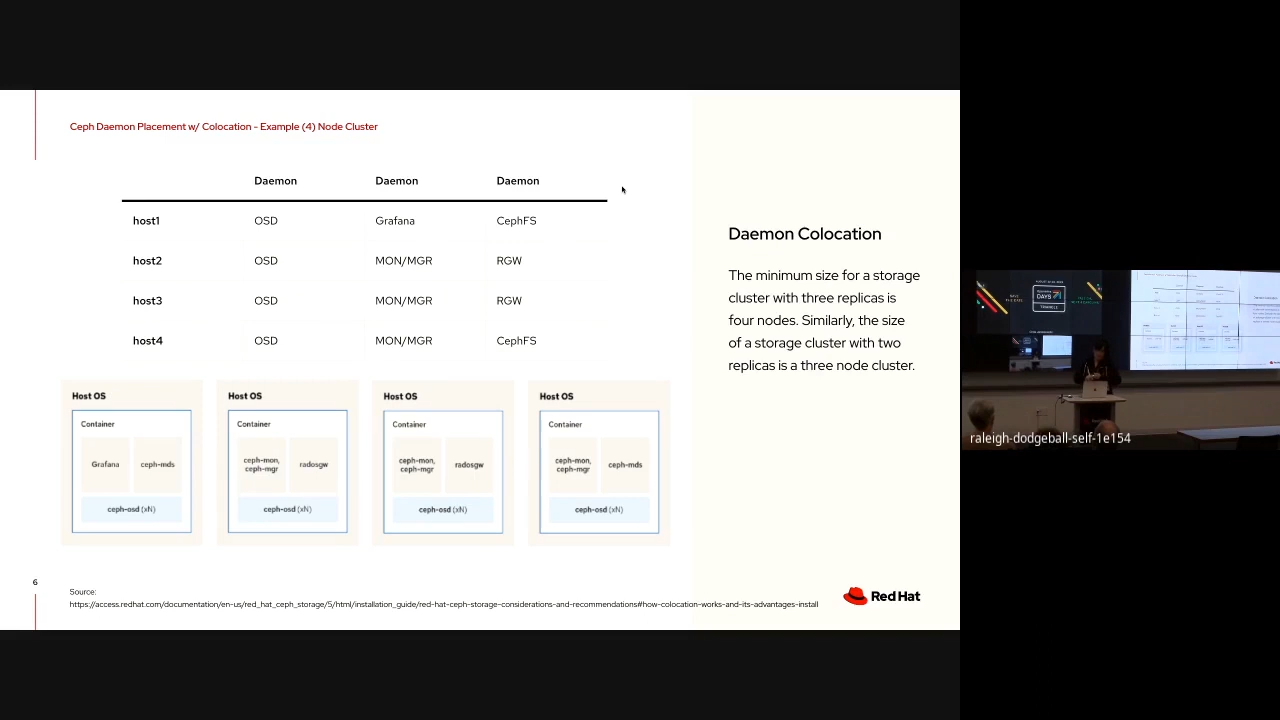 Ceph Daemon Placement w/ Colocation - Example (4) Node Cluster
Daemon Daemon Daemon
host1 OSD Grafana CephFS
host2 OSD MON/MGR RGW
host3 OSD MON/MGR RGW
host4 OSD MON/MGR CephFS
Daemon Colocation
The minimum size for a storage
cluster with three replicas is
four nodes. Similarly, the size
of a storage cluster with two
replicas is a three node cluster.
Host OS
Container
Grafana
ceph-mds
ceph-osd (xN)
Host OS
Container
ceph-mon,
ceph-mgr
radosgw
ceph-osd (xN)
Host OS
Container
ceph-mon,
ceph-mgr
radosgw
ceph-osd (xN)
Host OS
Container
ceph-mon,
ceph-mgr
ceph-mds
ceph-osd (xN)
6
Source:
https://access.redhat.com/documentation/en-us/red_hat_ceph_storage/5/html/installation_guide/red-hat-ceph-storage-considerations-and-recommendations#how-colocation-works-and-its-advantages-install
Red Hat
DAYS
raleigh-dodgeball-self-1e154